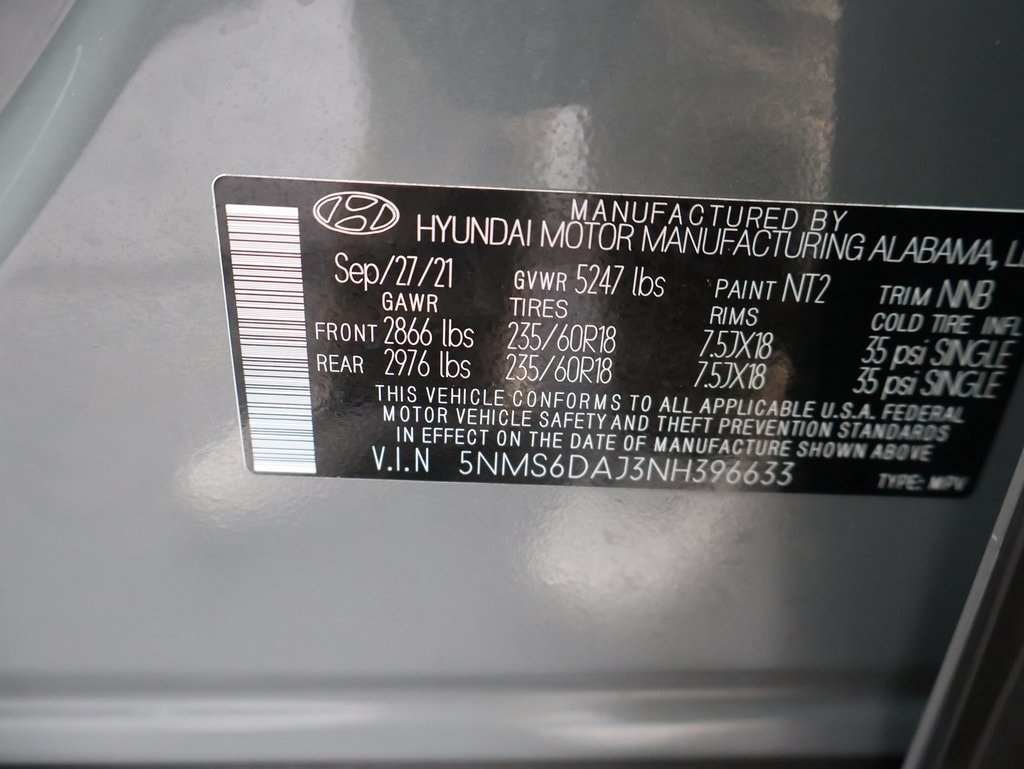 MANUFACTURED BY
HYUNDAI MOTOR MANUFACTURING ALABAMA,
Sep/27/21 GVWR 5247 lbs PAINT NT2 TRIM NNB
GAWR TIRES RIMS COLD TIRE INFL
FRONT 2866 lbs 235/60R18 7.5JX18 35 psi SINGLE
REAR 2976 lbs 235/60R18 7.5JX18 35 psi SINGLE
THIS VEHICLE CONFORMS TO ALL APPLICABLE U.S.A. FEDERAL
MOTOR VEHICLE SAFETY AND THEFT PREVENTION STANDARDS
IN EFFECT ON THE DATE OF MANUFACTURE SHOWN ABOVE
V.I.N 5NMS6DAJ3NH396633 TYPE: MPV